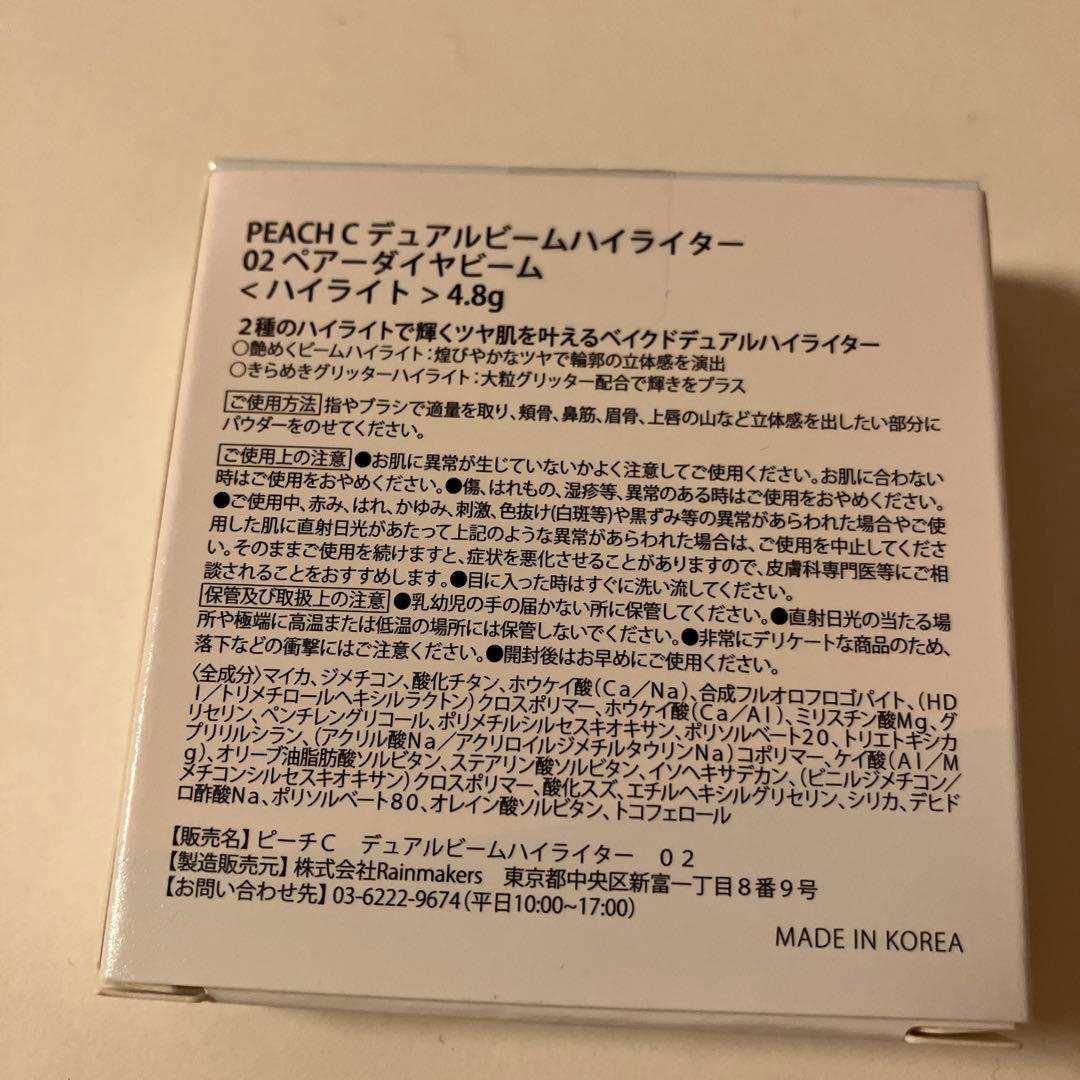 PEACH C デュアルビームハイライター
02 ペアーダイヤビーム
< ハイライト > 4.8g
２種のハイライトで輝くツヤ肌を叶えるベイクドデュアルハイライター
○艶めくビームハイライト：煌びやかなツヤで輪郭の立体感を演出
○きらめきグリッターハイライト：大粒グリッター配合で輝きをプラス
ご使用方法 指やブラシで適量を取り、頬骨、鼻筋、眉骨、上唇の山など立体感を出したい部分に
パウダーをのせてください。
ご使用上の注意 ●お肌に異常が生じていないかよく注意してご使用ください。お肌に合わない
時はご使用をおやめください。●傷、はれもの、湿疹等、異常のある時はご使用をおやめください。
●ご使用中、赤み、はれ、かゆみ、刺激、色抜け(白斑等)や黒ずみ等の異常があらわれた場合やご使
用した肌に直射日光があたって上記のような異常があらわれた場合は、ご使用を中止してくださ
い。そのままご使用を続けますと、症状を悪化させることがありますので、皮膚科専門医等にご相
談されることをおすすめします。●目に入った時はすぐに洗い流してください。
保管及び取扱上の注意 ●乳幼児の手の届かない所に保管してください。●直射日光の当たる場
所や極端に高温または低温の場所には保管しないでください。●非常にデリケートな商品のため、
落下などの衝撃にはご注意ください。●開封後はお早めにご使用ください。
〈全成分〉マイカ、ジメチコン、酸化チタン、ホウケイ酸（Ca／Na）、合成フルオロフロゴパイト、（HD
I／トリメチロールヘキシルラクトン）クロスポリマー、ホウケイ酸（Ca／Al）、ミリスチン酸Mg、グ
リセリン、ペンチレングリコール、ポリメチルシルセスキオキサン、ポリソルベート20、トリエトキシカ
プリリルシラン、（アクリル酸Na／アクリロイルジメチルタウリンNa）コポリマー、ケイ酸（Al／M
g）、オリーブ油脂肪酸ソルビタン、ステアリン酸ソルビタン、イソヘキサデカン、（ビニルジメチコン／
メチコンシルセスキオキサン）クロスポリマー、酸化スズ、エチルヘキシルグリセリン、シリカ、デヒド
ロ酢酸Na、ポリソルベート80、オレイン酸ソルビタン、トコフェロール
【販売名】ピーチＣ　デュアルビームハイライター　０２
【製造販売元】株式会社Rainmakers　東京都中央区新富一丁目８番９号
【お問い合わせ先】03-6222-9674（平日10:00~17:00）
MADE IN KOREA